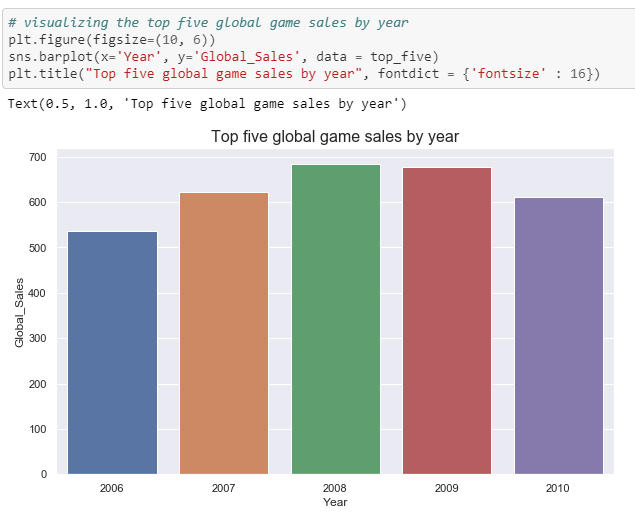 # visualizing the top five global game sales by year
plt.figure(figsize=(10, 6))
sns.barplot(x='Year', y='Global_Sales', data = top_five)
plt.title("Top five global game sales by year", fontdict = {'fontsize' : 16})
Text(0.5, 1.0, 'Top five global game sales by year')
Top five global game sales by year
700
600
500
400
300
200
100
0
Global_Sales
2006 2007 2008 2009 2010
Year